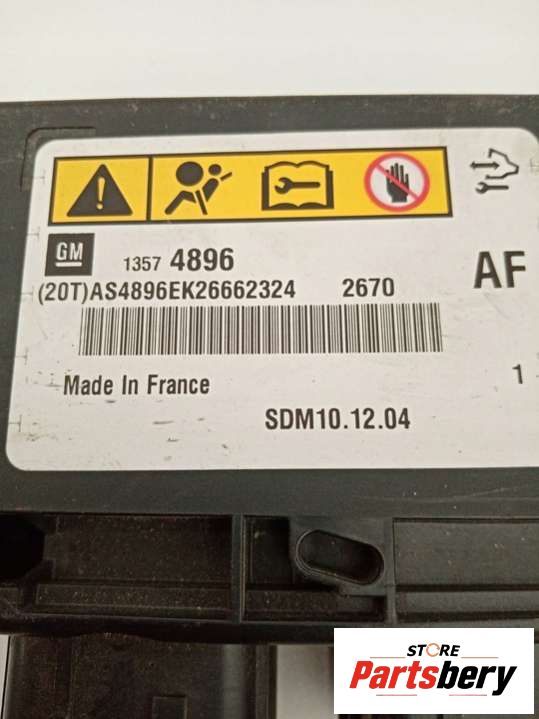 GM
1357 4896
(20T)AS4896EK26662324 2670
AF
Made In France
1
SDM10.12.04
STORE
Partsbery